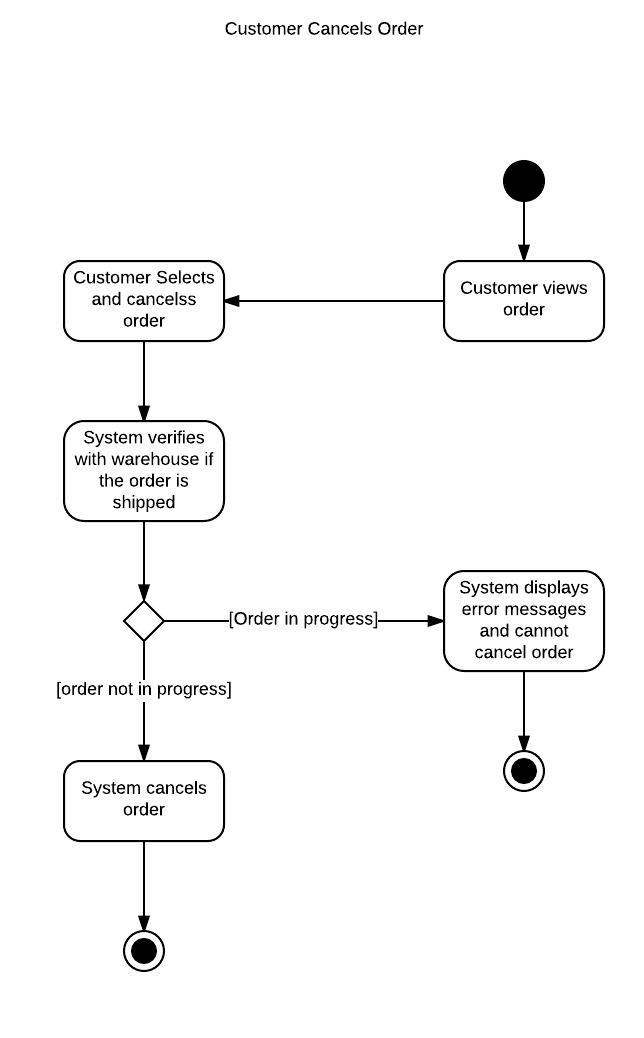 Customer Cancels Order
Customer views
order
Customer Selects
and cancelss
order
System verifies
with warehouse if
the order is
shipped
[Order in progress]
System displays
error messages
and cannot
cancel order
[order not in progress]
System cancels
order